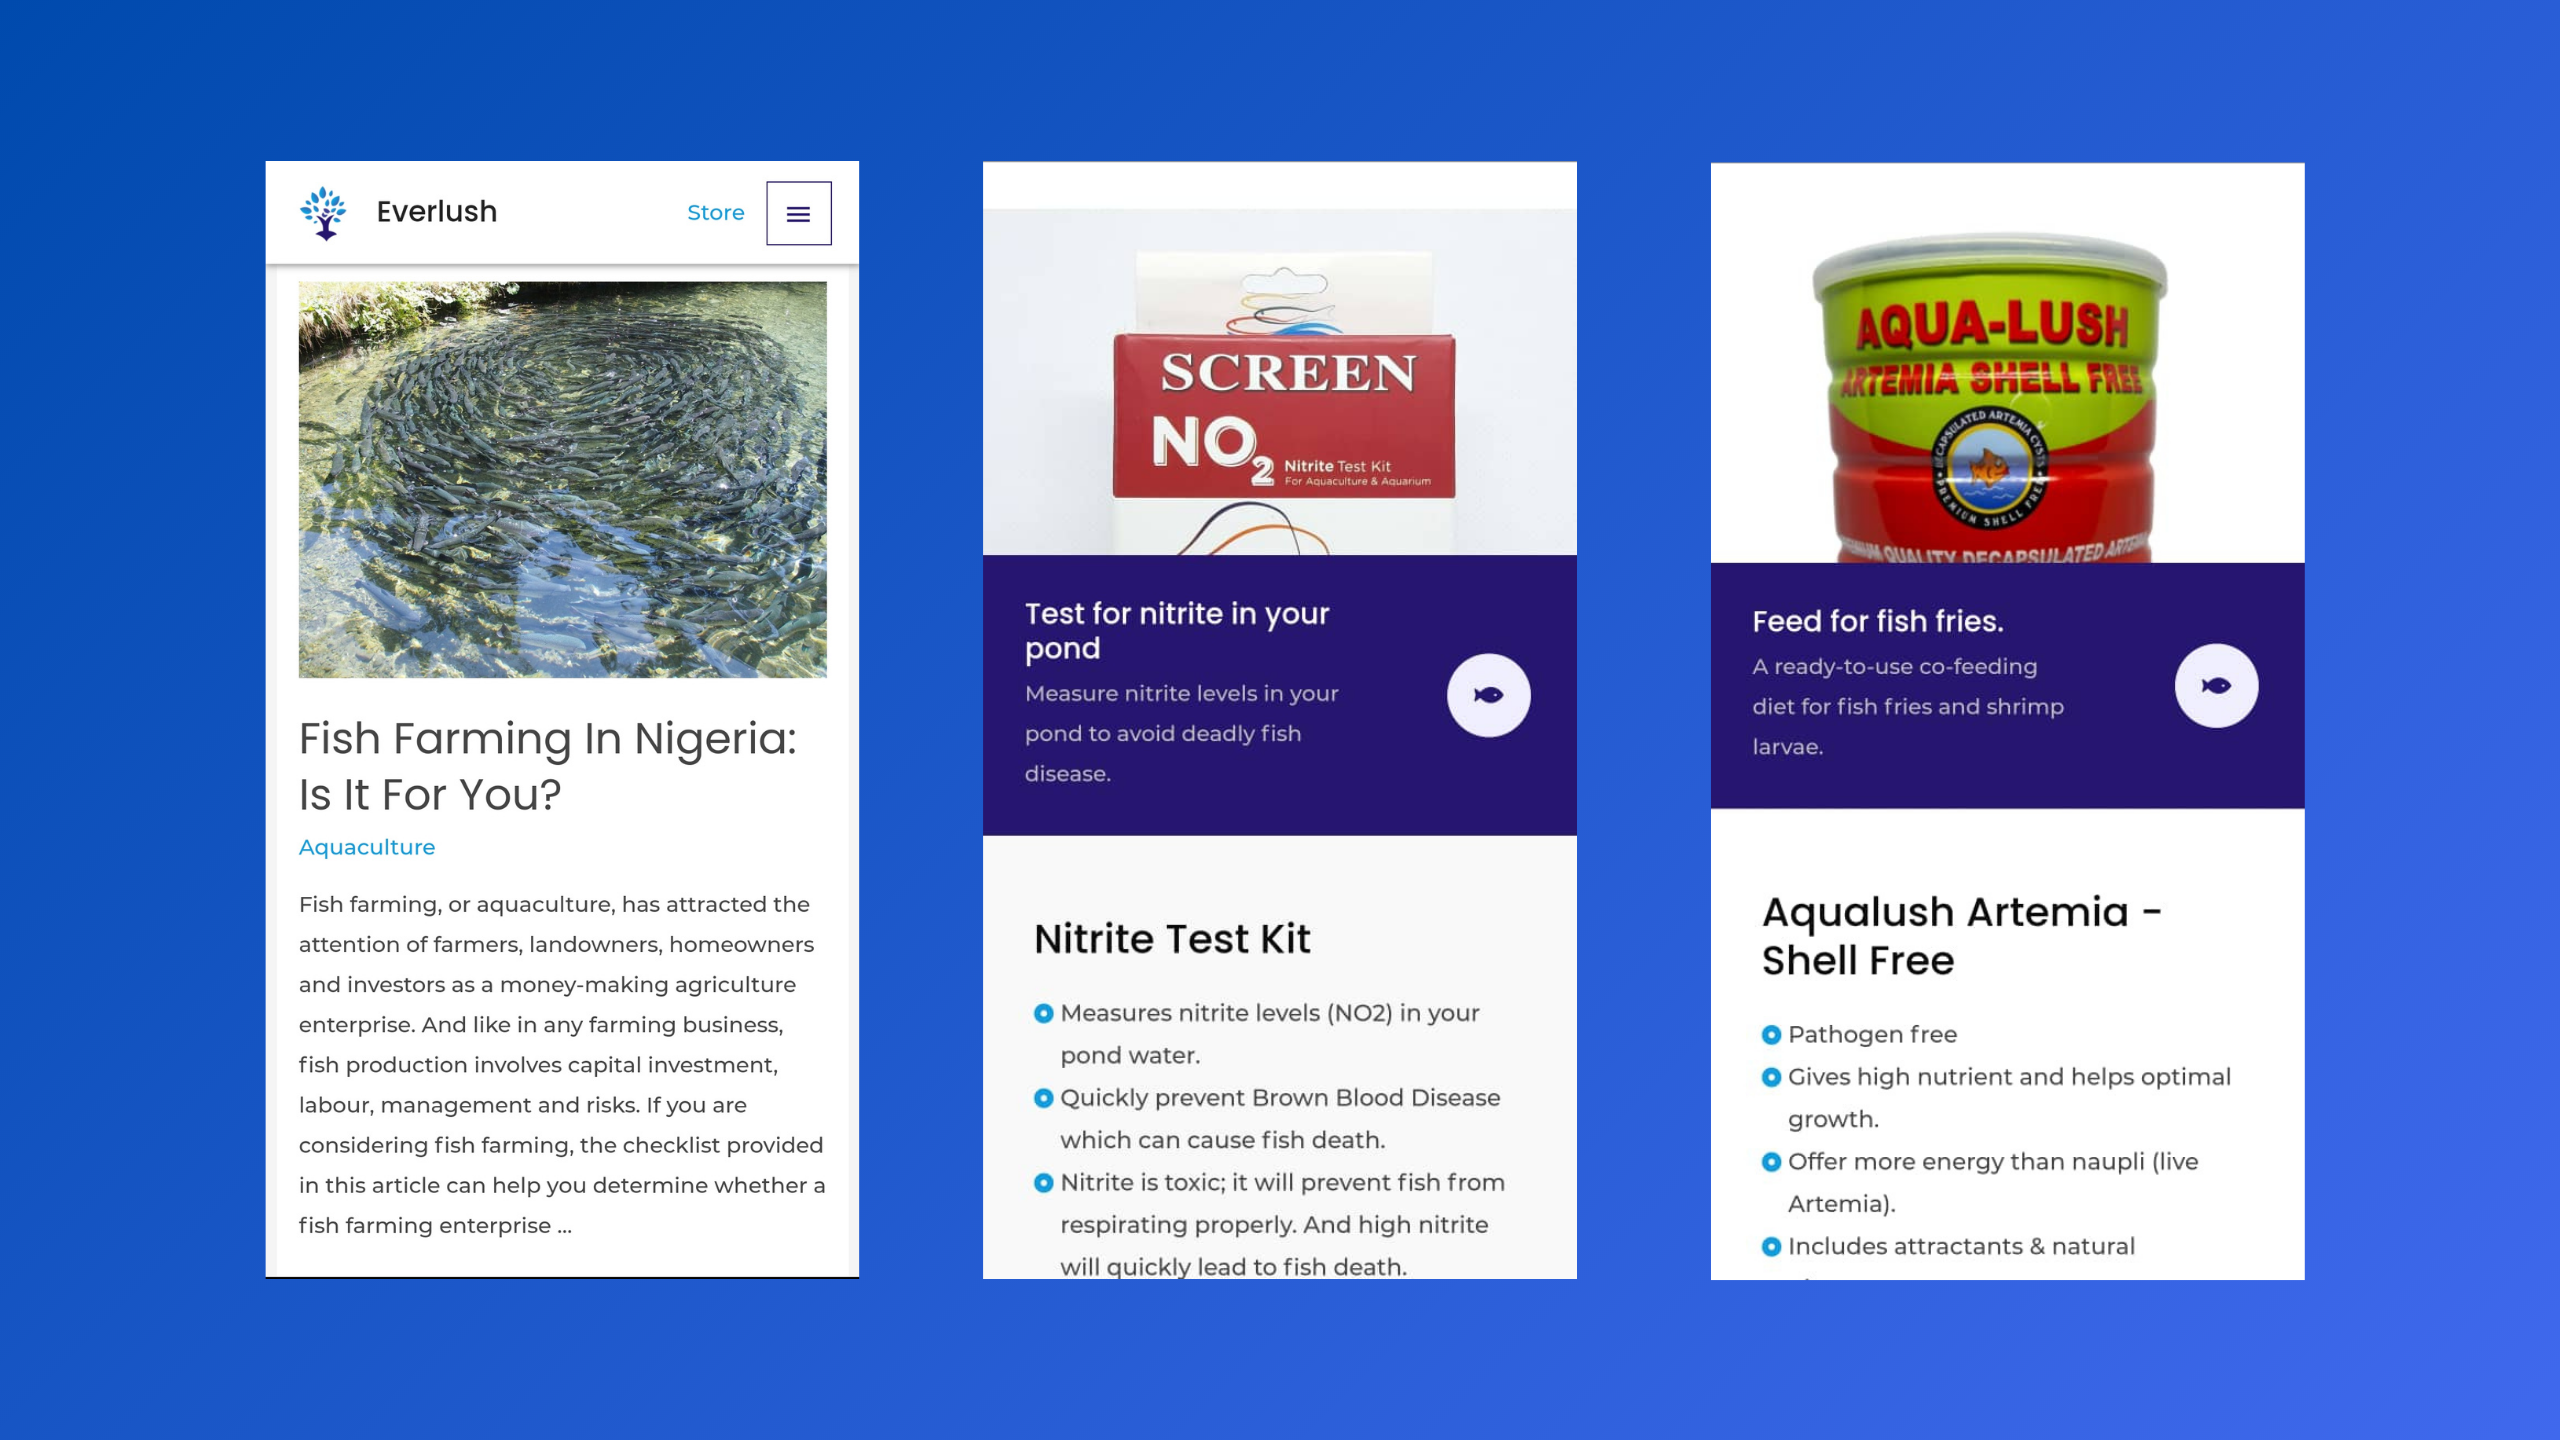 Everlush
Store
Fish Farming In Nigeria:
Is It For You?
Aquaculture
Fish farming, or aquaculture, has attracted the
attention of farmers, landowners, homeowners
and investors as a money-making agriculture
enterprise. And like in any farming business,
fish production involves capital investment,
labour, management and risks. If you are
considering fish farming, the checklist provided
in this article can help you determine whether a
fish farming enterprise ...
SCREEN
NO2
Nitrite Test Kit
For Aquaculture & Aquarium
Test for nitrite in your
pond
Measure nitrite levels in your
pond to avoid deadly fish
disease.
Nitrite Test Kit
Measures nitrite levels (NO2) in your
pond water.
Quickly prevent Brown Blood Disease
which can cause fish death.
Nitrite is toxic; it will prevent fish from
respirating properly. And high nitrite
will quickly lead to fish death.
AQUA-LUSH
ARTEMIA SHELL FREE
DECAPSULATED ARTEMIA CYSTS
PREMIUM SHELL FREE
QUALITY DECAPSULATED
Feed for fish fries.
A ready-to-use co-feeding
diet for fish fries and shrimp
larvae.
Aqualush Artemia -
Shell Free
Pathogen free
Gives high nutrient and helps optimal
growth.
Offer more energy than naupli (live
Artemia).
Includes attractants & natural